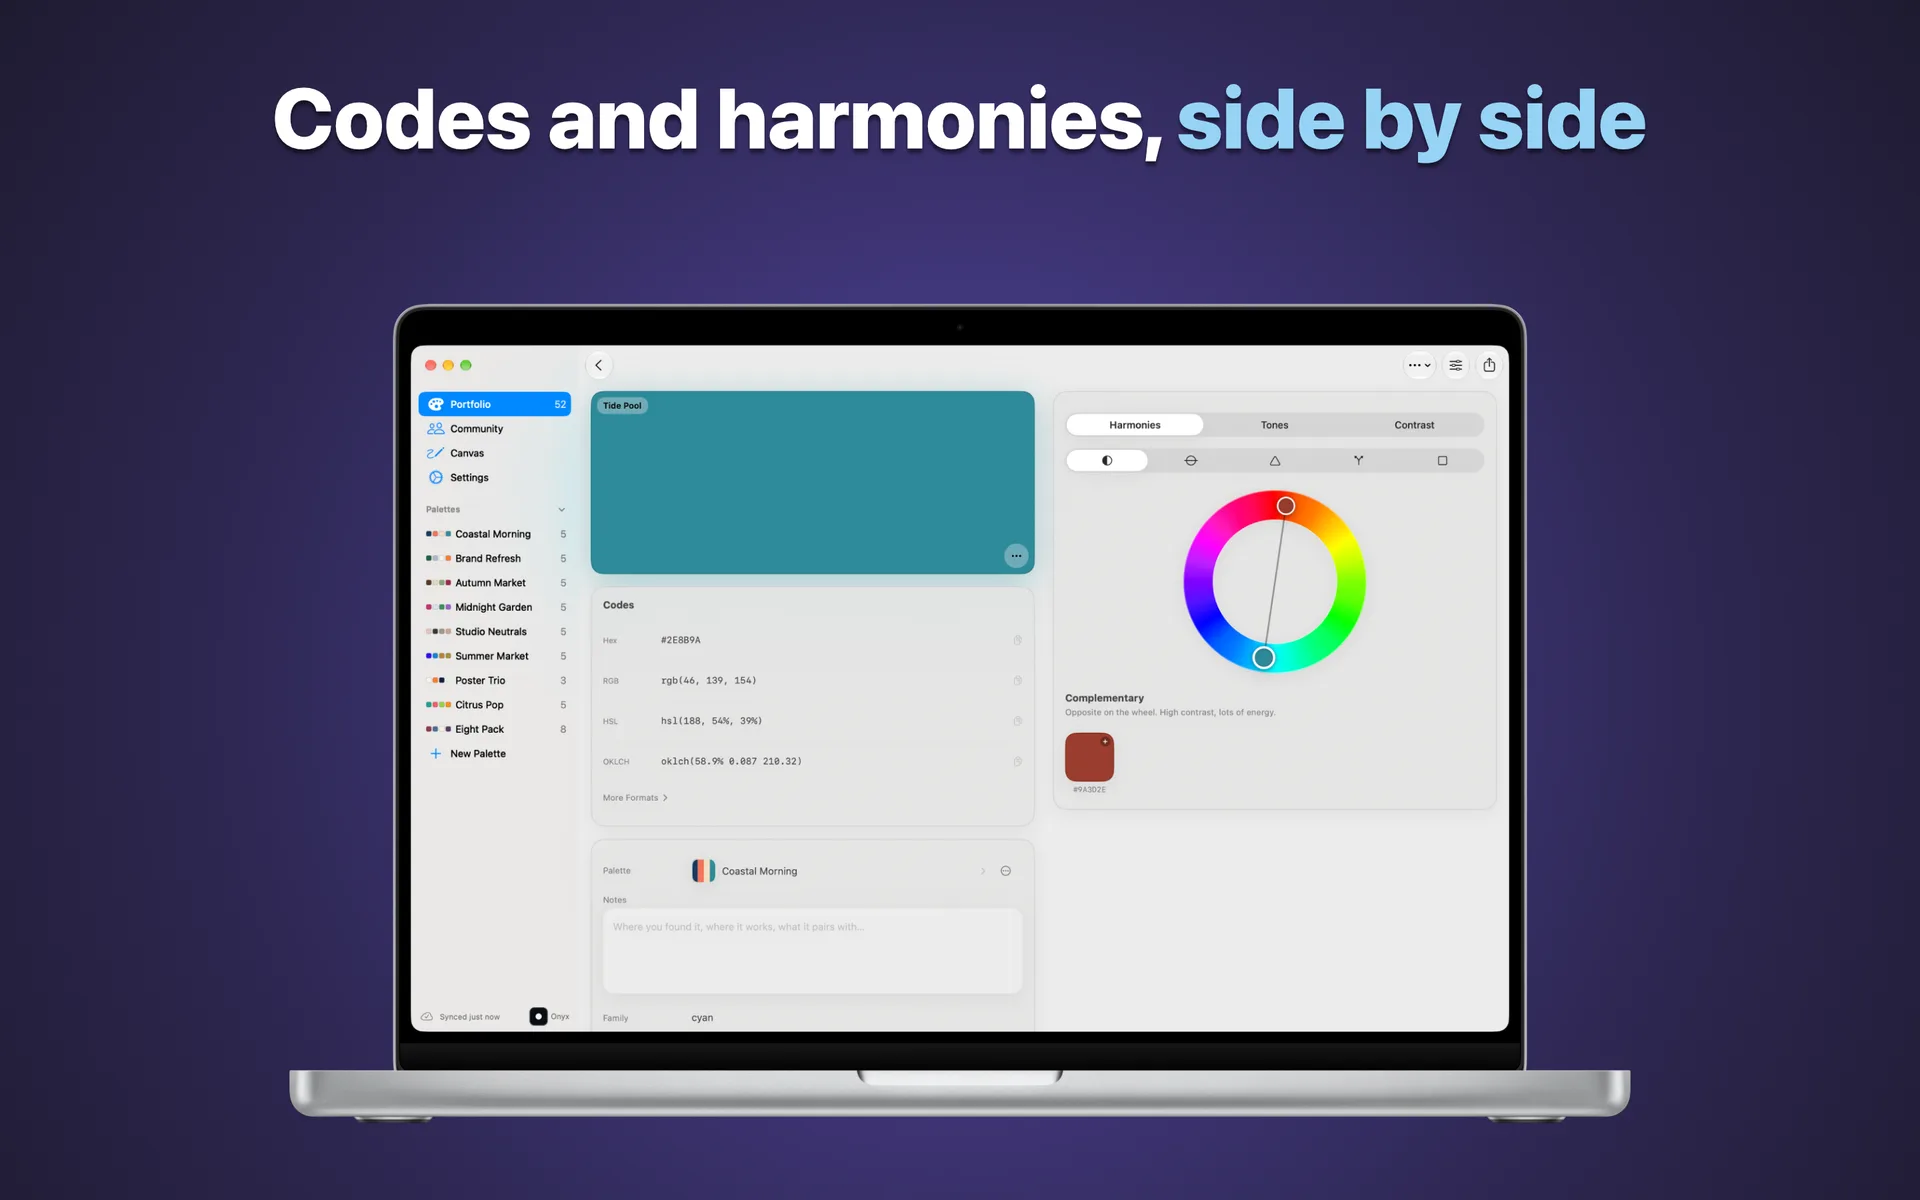 Codes and harmonies, side by side
Portfolio 52
Community
Canvas
Settings
Palettes
Coastal Morning 5
Brand Refresh 5
Autumn Market 5
Midnight Garden 5
Studio Neutrals 5
Summer Market 5
Poster Trio 3
Citrus Pop 5
Eight Pack 8
New Palette
Synced just now Onyx
Tide Pool
Codes
Hex #2E8B9A
RGB rgb(46, 139, 154)
HSL hsl(188, 54%, 39%)
OKLCH oklch(58.9% 0.087 210.32)
More Formats
Palette Coastal Morning
Notes
Where you found it, where it works, what it pairs with...
Family cyan
Harmonies Tones Contrast
Complementary
Opposite on the wheel. High contrast, lots of energy.
#9A3D2E